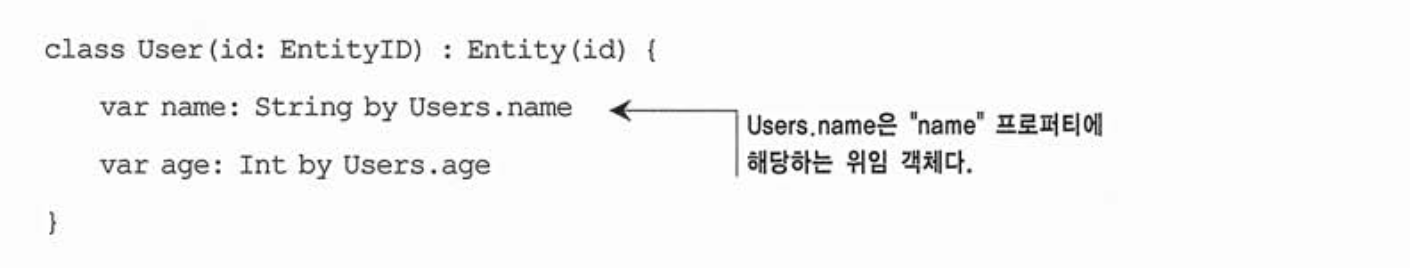 class User(id: EntityID) : Entity(id) {
var name: String by Users.name
Users.name은 "name" 프로퍼티에
해당하는 위임 객체다.
var age: Int by Users.age
}